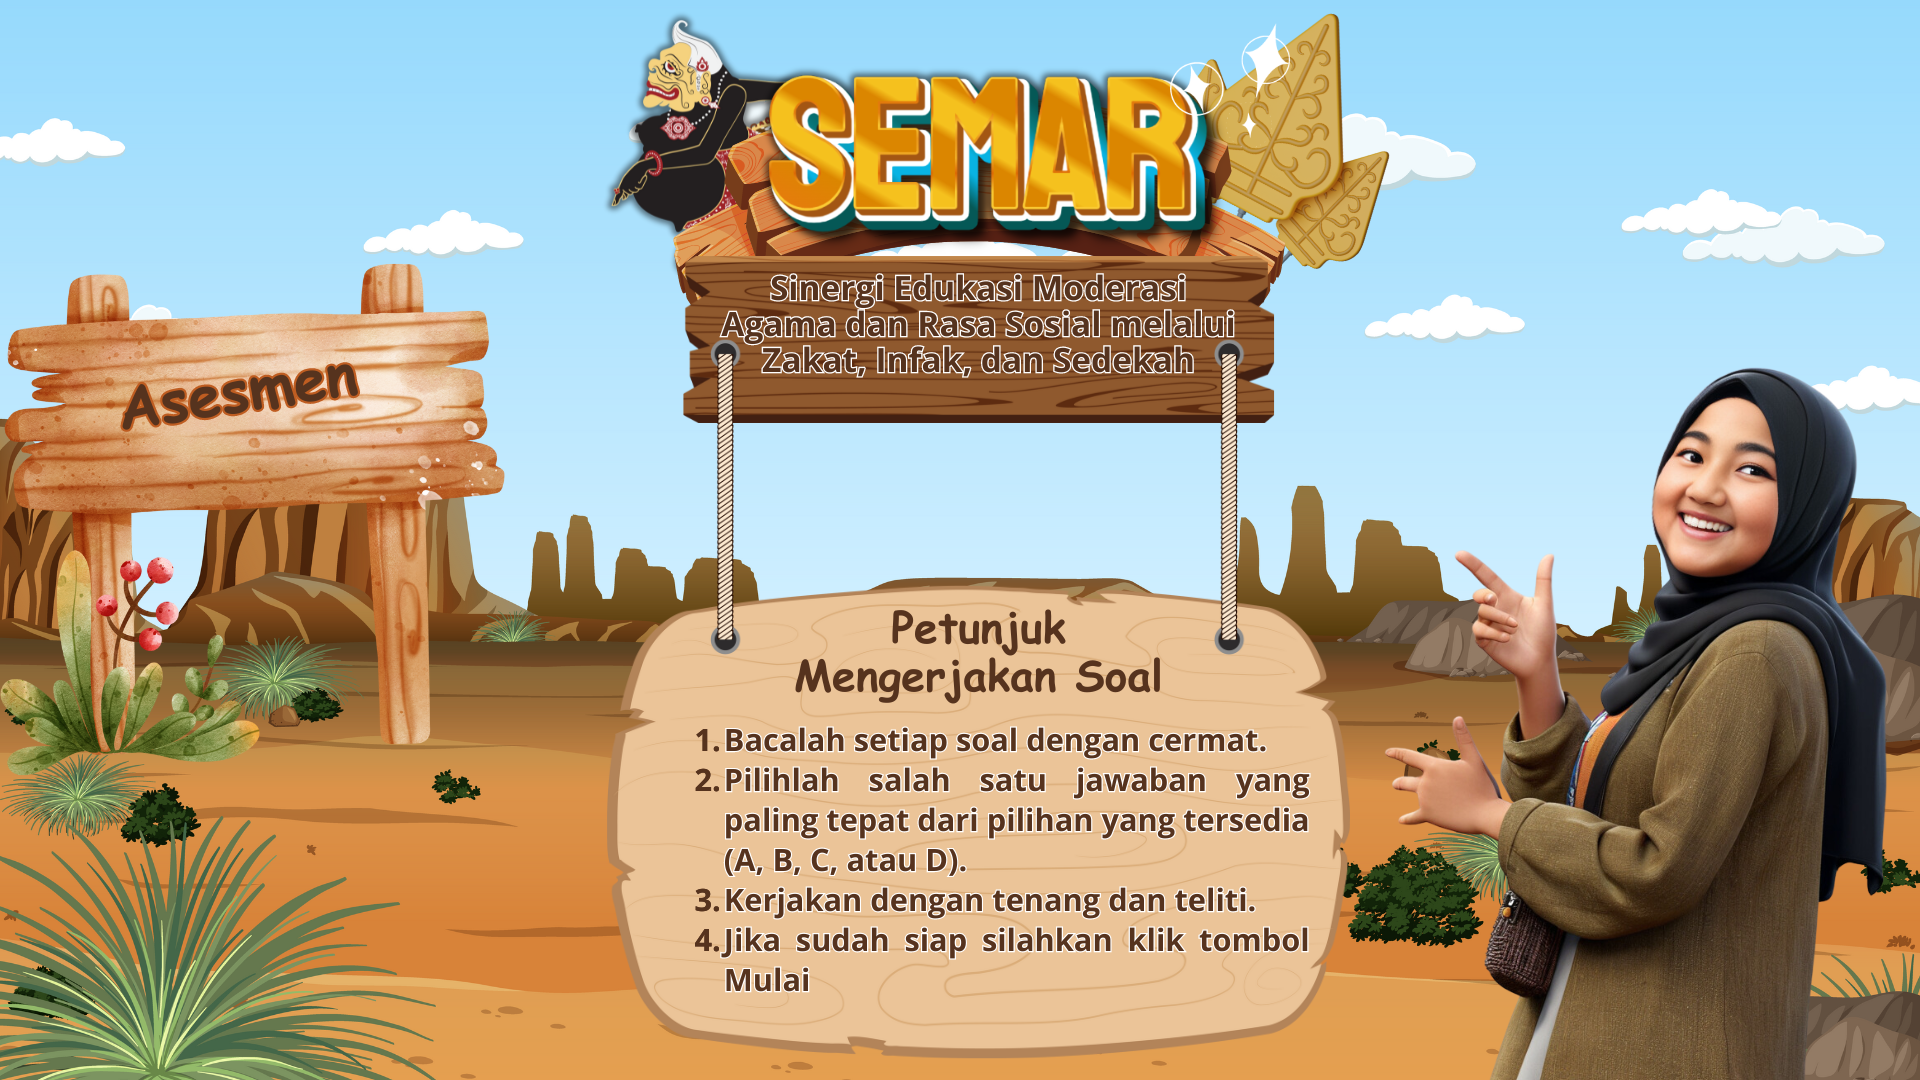 SEMAR
Sinergi Edukasi Moderasi
Agama dan Rasa Sosial melalui
Zakat, Infak, dan Sedekah
Asesmen
Petunjuk
Mengerjakan Soal
1. Bacalah setiap soal dengan cermat.
2. Pilihlah salah satu jawaban yang
paling tepat dari pilihan yang tersedia
(A, B, C, atau D).
3. Kerjakan dengan tenang dan teliti.
4. Jika sudah siap silahkan klik tombol
Mulai